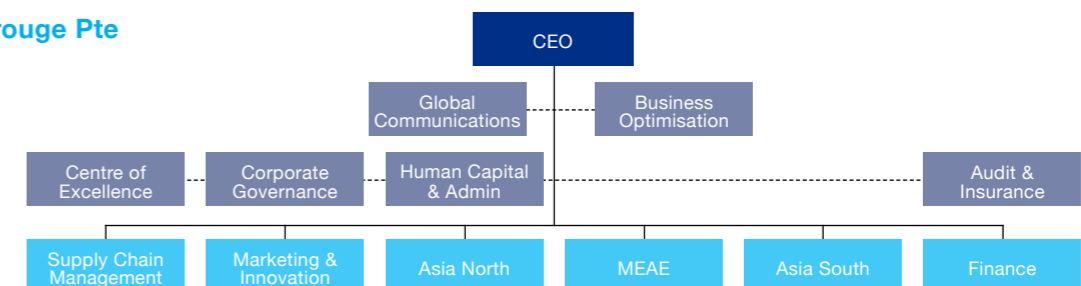 rouge Pte
CEO
Global
Communications
Business
Optimisation
Centre of
Excellence
Corporate
Governance
Human Capital
& Admin
Audit &
Insurance
Supply Chain
Management
Marketing &
Innovation
Asia North
MEAE
Asia South
Finance